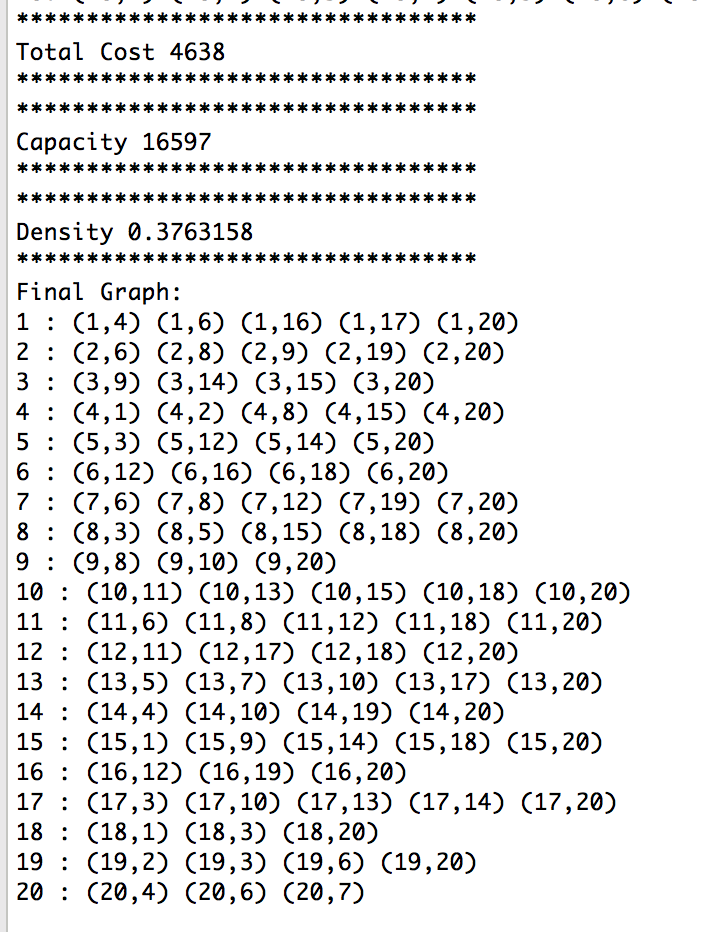 **********************************
Total Cost 4638
**********************************
**********************************
Capacity 16597
**********************************
**********************************
Density 0.3763158
**********************************
Final Graph:
1 : (1,4) (1,6) (1,16) (1,17) (1,20)
2 : (2,6) (2,8) (2,9) (2,19) (2,20)
3 : (3,9) (3,14) (3,15) (3,20)
4 : (4,1) (4,2) (4,8) (4,15) (4,20)
5 : (5,3) (5,12) (5,14) (5,20)
6 : (6,12) (6,16) (6,18) (6,20)
7 : (7,6) (7,8) (7,12) (7,19) (7,20)
8 : (8,3) (8,5) (8,15) (8,18) (8,20)
9 : (9,8) (9,10) (9,20)
10 : (10,11) (10,13) (10,15) (10,18) (10,20)
11 : (11,6) (11,8) (11,12) (11,18) (11,20)
12 : (12,11) (12,17) (12,18) (12,20)
13 : (13,5) (13,7) (13,10) (13,17) (13,20)
14 : (14,4) (14,10) (14,19) (14,20)
15 : (15,1) (15,9) (15,14) (15,18) (15,20)
16 : (16,12) (16,19) (16,20)
17 : (17,3) (17,10) (17,13) (17,14) (17,20)
18 : (18,1) (18,3) (18,20)
19 : (19,2) (19,3) (19,6) (19,20)
20 : (20,4) (20,6) (20,7)